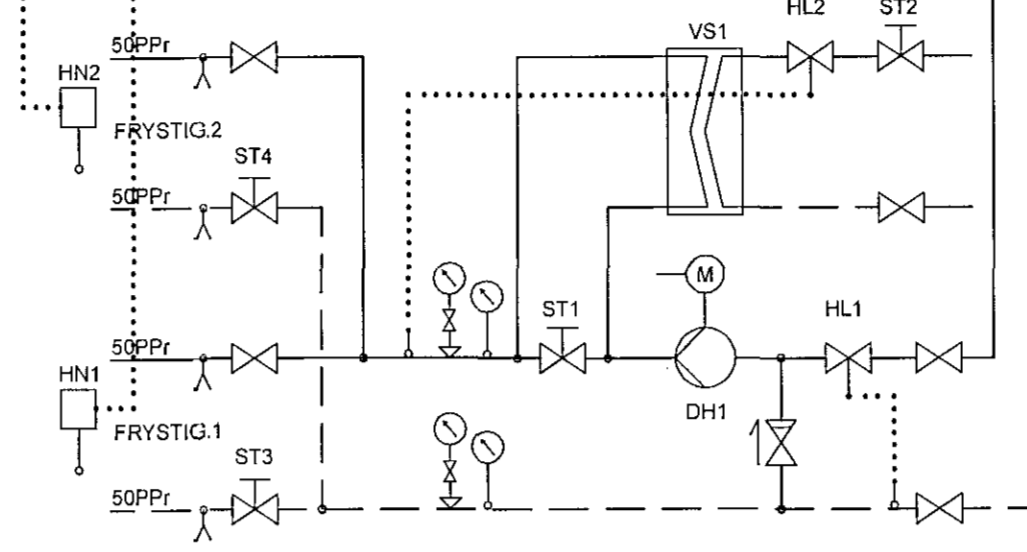 HL2
ST2
VS1
50PPr
HN2
FRYSTIG.2
ST4
50PPr
M
ST1
HL1
50PPr
HN1
DH1
FRYSTIG.1
ST3
50PPr